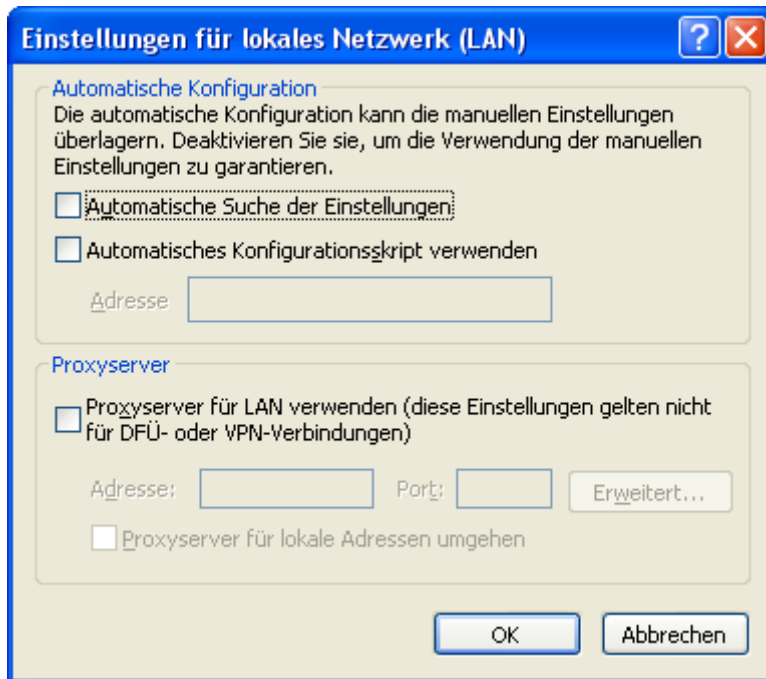 Einstellungen für lokales Netzwerk (LAN)
Automatische Konfiguration
Die automatische Konfiguration kann die manuellen Einstellungen
überlagern. Deaktivieren Sie sie, um die Verwendung der manuellen
Einstellungen zu garantieren.
Automatische Suche der Einstellungen
Automatisches Konfigurationsskript verwenden
Adresse
Proxyserver
Proxyserver für LAN verwenden (diese Einstellungen gelten nicht
für DFÜ- oder VPN-Verbindungen)
Adresse: Port: Erweitert...
Proxyserver für lokale Adressen umgehen
OK Abbrechen